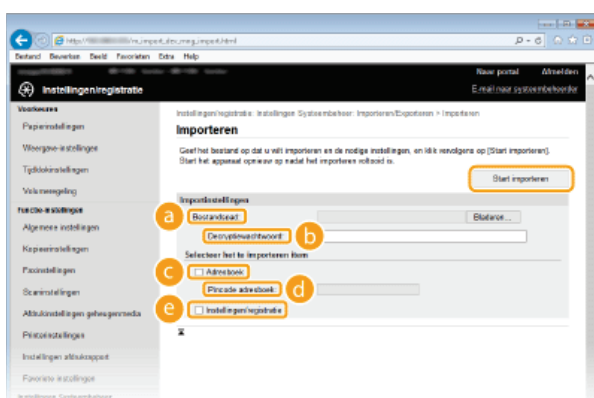 Bestand Bewerken Beeld Favorieten Extra Help
Naar portal Afmelden
Instellingen/registratie
E-mail naar systeembeheerder
Voorkeuren
Papierinstellingen
Weergave-instellingen
Tijdklokinstellingen
Volumeregeling
Functie-instellingen
Algemene instellingen
Kopieerinstellingen
Faxinstellingen
Scaninstellingen
Afdrukinstellingen geheugenmedia
Printerinstellingen
Instellingen afdrukrapport
Favoriete instellingen
Instellingen/registratie: Instellingen Systeembeheer: Importeren/Exporteren > Importeren
Importeren
Geef het bestand op dat u wilt importeren en de nodige instellingen, en klik vervolgens op [Start importeren].
Start het apparaat opnieuw op nadat het importeren voltooid is.
Start importeren
Importinstellingen
a Bestandspad: Bladeren...
Decryptiewachtwoord: b
Selecteer het te importeren item
c Adresboek
Pincode adresboek: d
e Instellingen/registratie